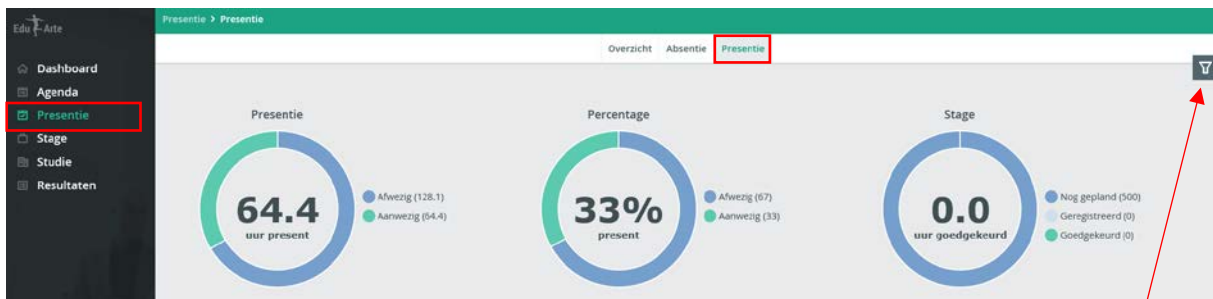 Edu Arte
Presentie > Presentie
Overzicht Absentie Presentie
Dashboard
Agenda
Presentie
Stage
Studie
Resultaten
Presentie
64.4
uur present
Afwezig (128.1)
Aanwezig (64.4)
Percentage
33%
present
Afwezig (67)
Aanwezig (33)
Stage
0.0
uur goedgekeurd
Nog gepland (500)
Geregistreerd (0)
Goedgekeurd (0)